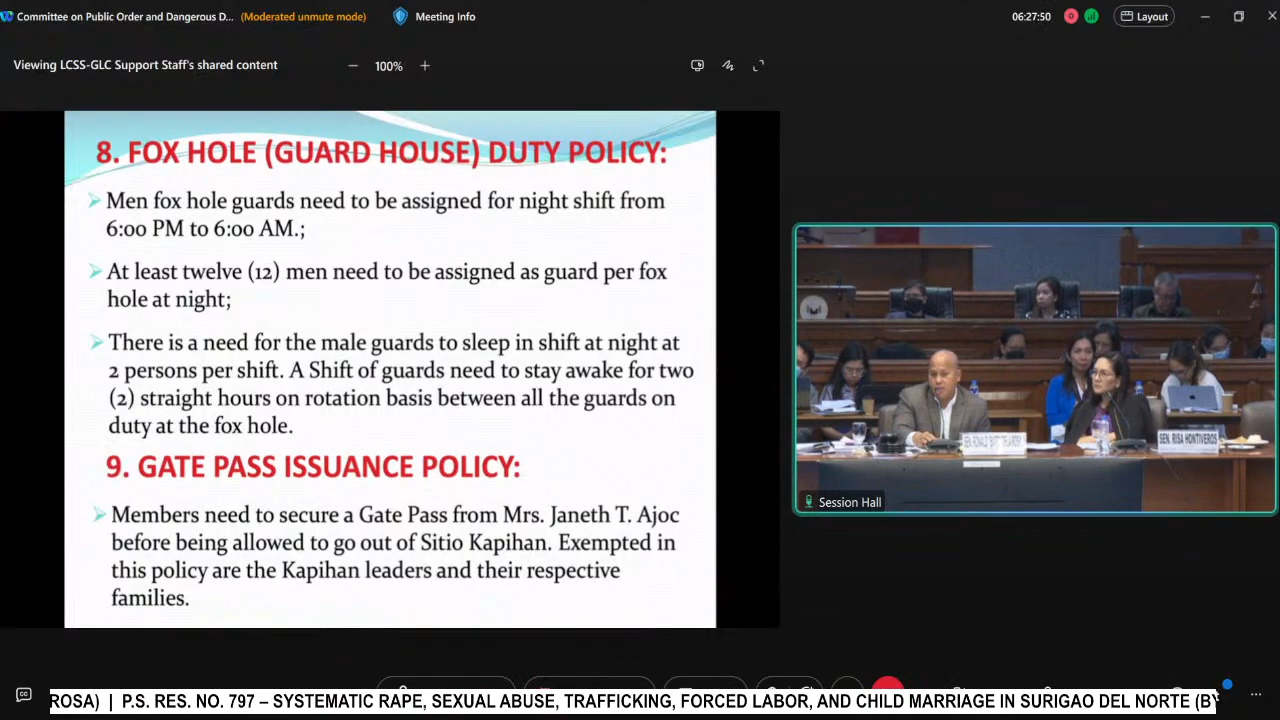 Committee on Public Order and Dangerous D... (Moderated unmute mode) Meeting Info 06:27:50 Layout
Viewing LCSS-GLC Support Staff's shared content 100%
8. FOX HOLE (GUARD HOUSE) DUTY POLICY:
Men fox hole guards need to be assigned for night shift from
6:00 PM to 6:00 AM.;
At least twelve (12) men need to be assigned as guard per fox
hole at night;
There is a need for the male guards to sleep in shift at night at
2 persons per shift. A Shift of guards need to stay awake for two
(2) straight hours on rotation basis between all the guards on
duty at the fox hole.
9. GATE PASS ISSUANCE POLICY:
Members need to secure a Gate Pass from Mrs. Janeth T. Ajoc
before being allowed to go out of Sitio Kapihan. Exempted in
this policy are the Kapihan leaders and their respective
families.
SEN. RONALD "BATO" DELA ROSA
SEN. RISA HONTIVEROS
Session Hall
ROSA) | P.S. RES. NO. 797 – SYSTEMATIC RAPE, SEXUAL ABUSE, TRAFFICKING, FORCED LABOR, AND CHILD MARRIAGE IN SURIGAO DEL NORTE (BY